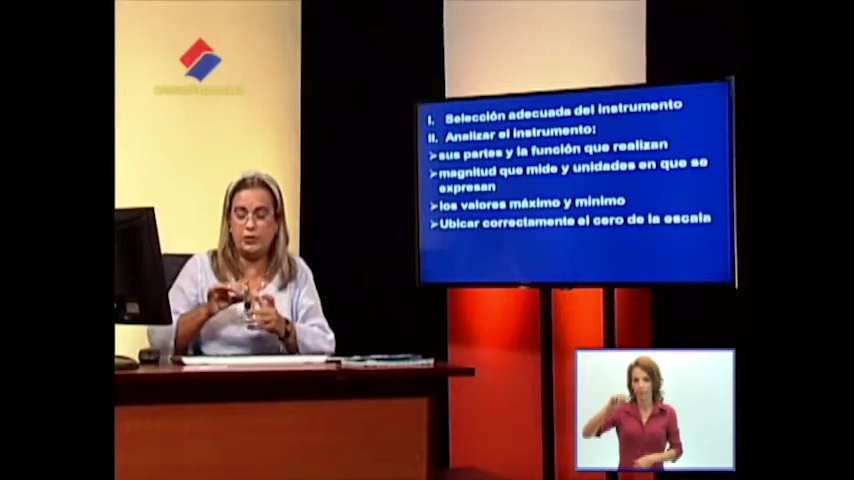 I. Selección adecuada del instrumento
II. Analizar el instrumento:
➢sus partes y la función que realizan
➢magnitud que mide y unidades en que se
expresan
➢los valores máximo y mínimo
➢Ubicar correctamente el cero de la escala